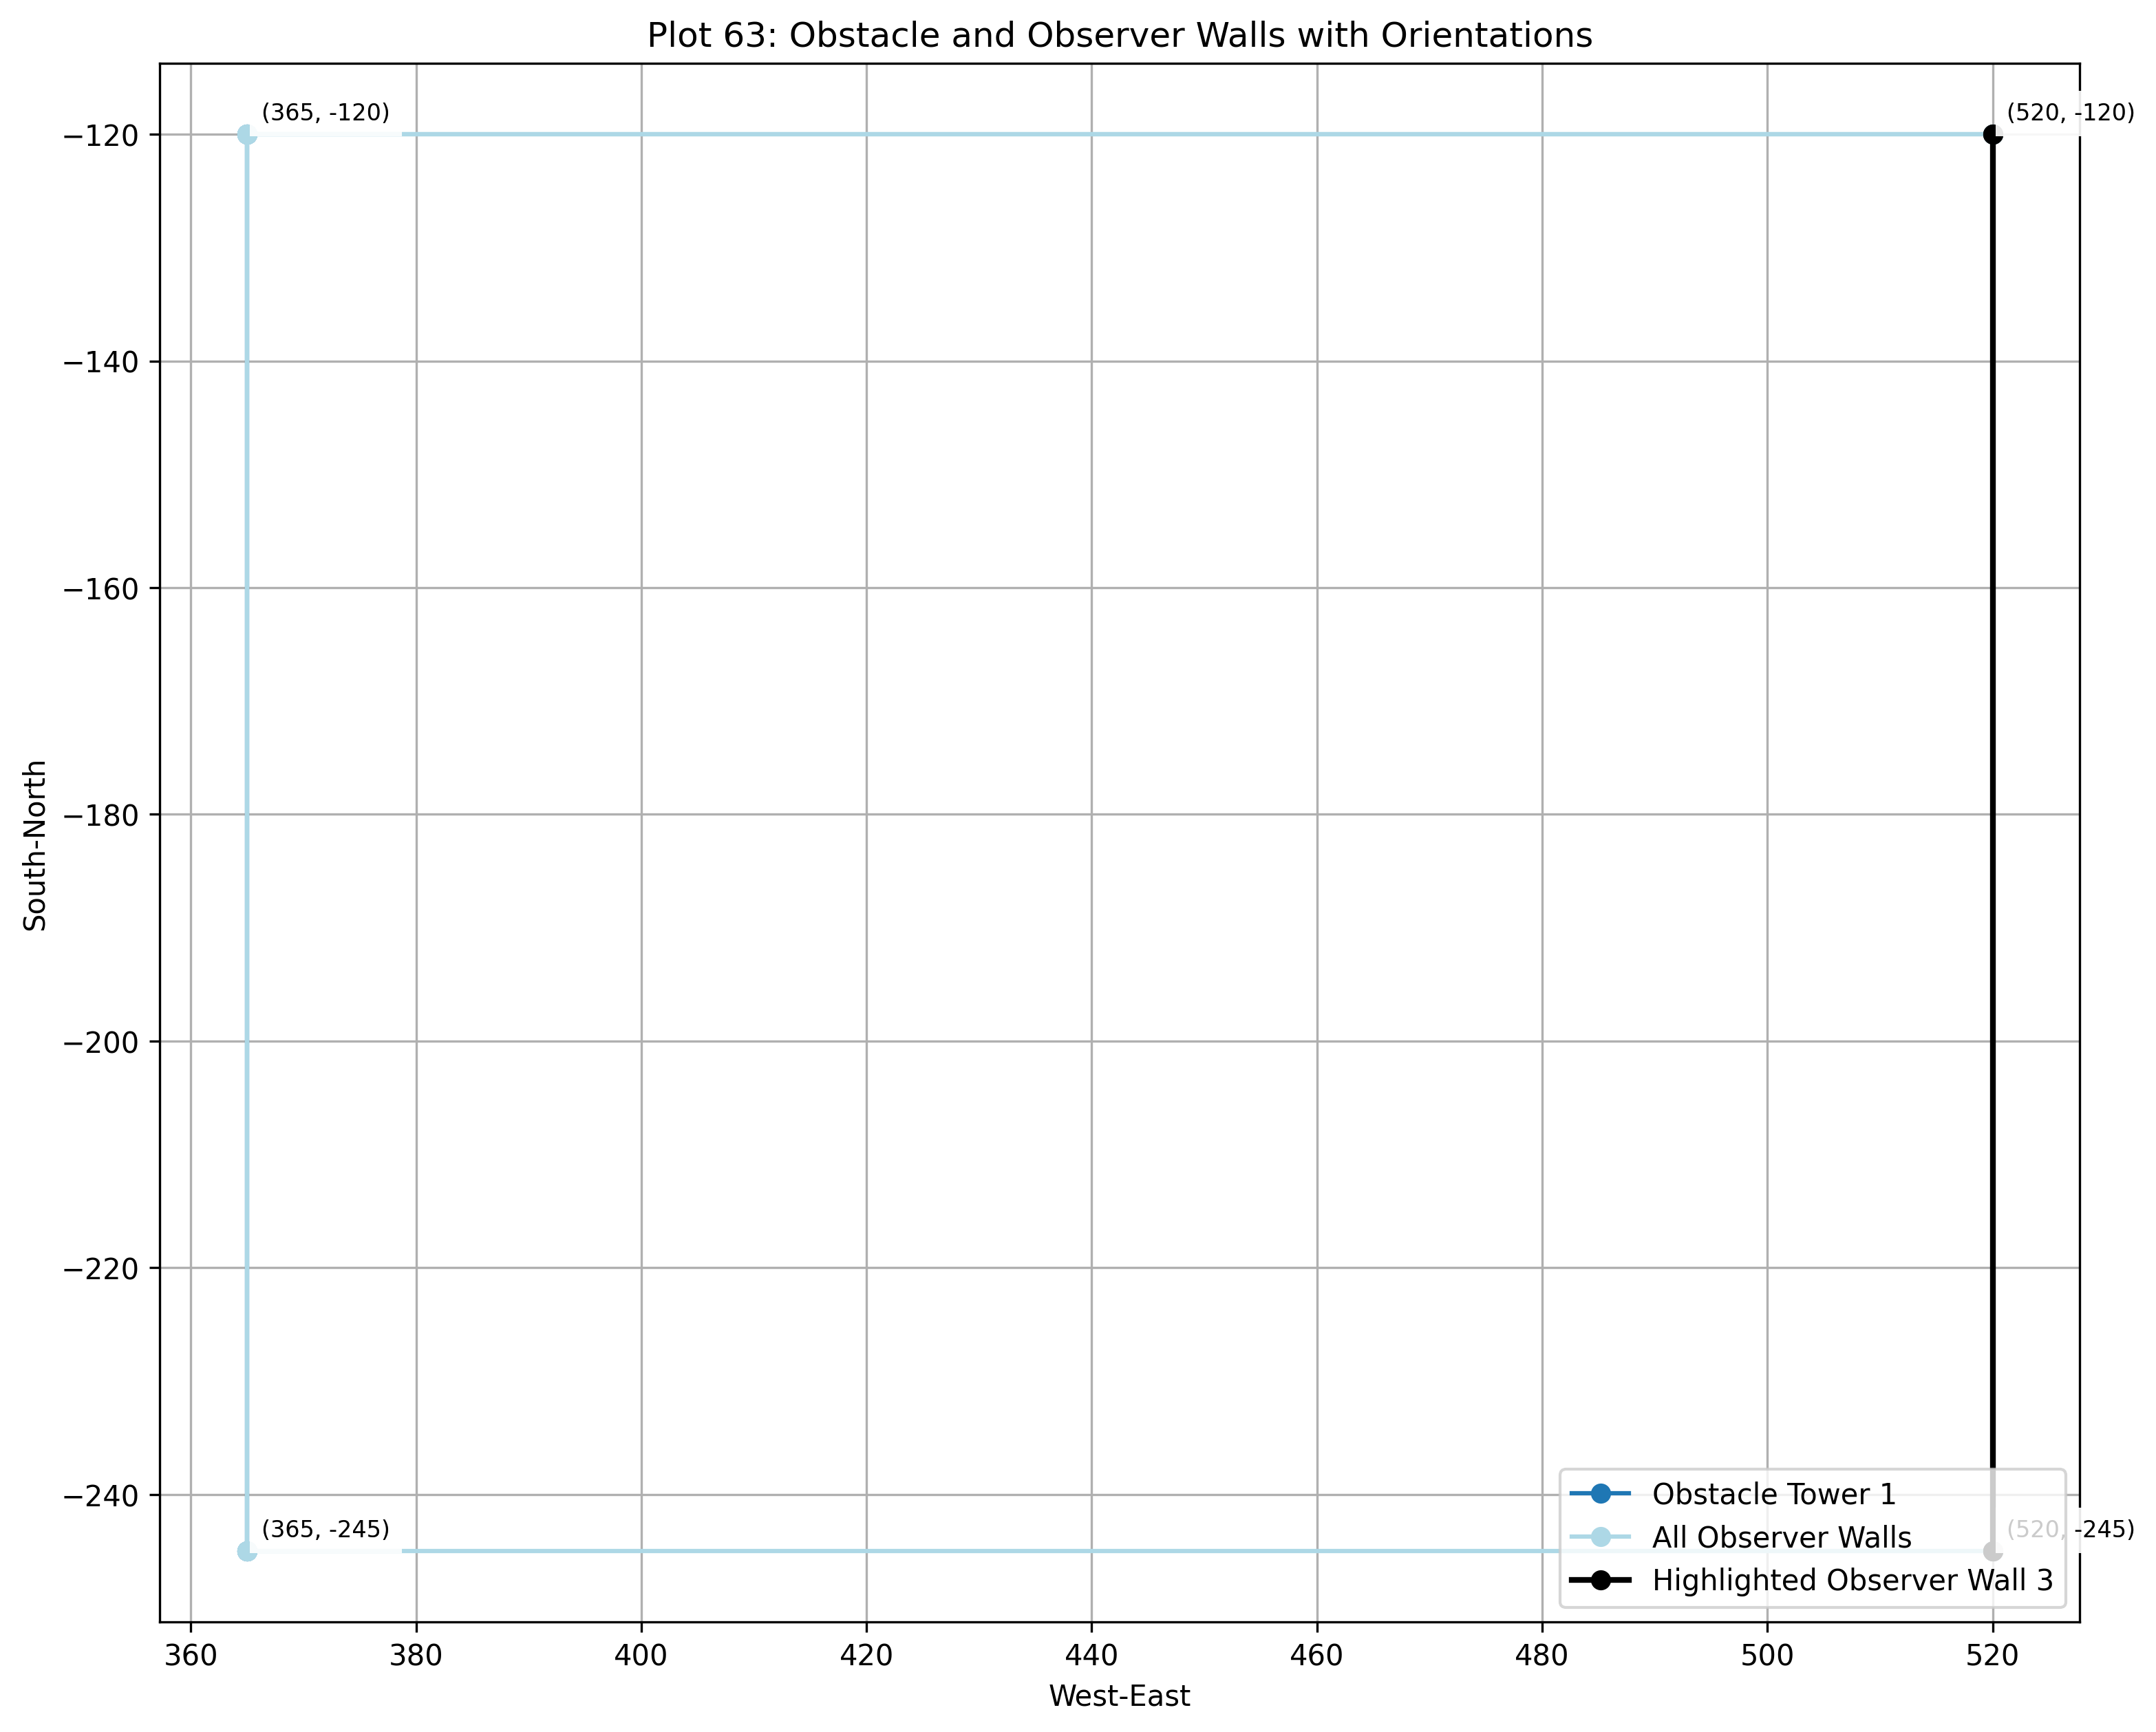 Plot 63: Obstacle and Observer Walls with Orientations
(365, -120)
(520, -120)
−120
−140
−160
−180
−200
−220
−240
South-North
(365, -245)
(520, -245)
Obstacle Tower 1
All Observer Walls
Highlighted Observer Wall 3
360 380 400 420 440 460 480 500 520
West-East